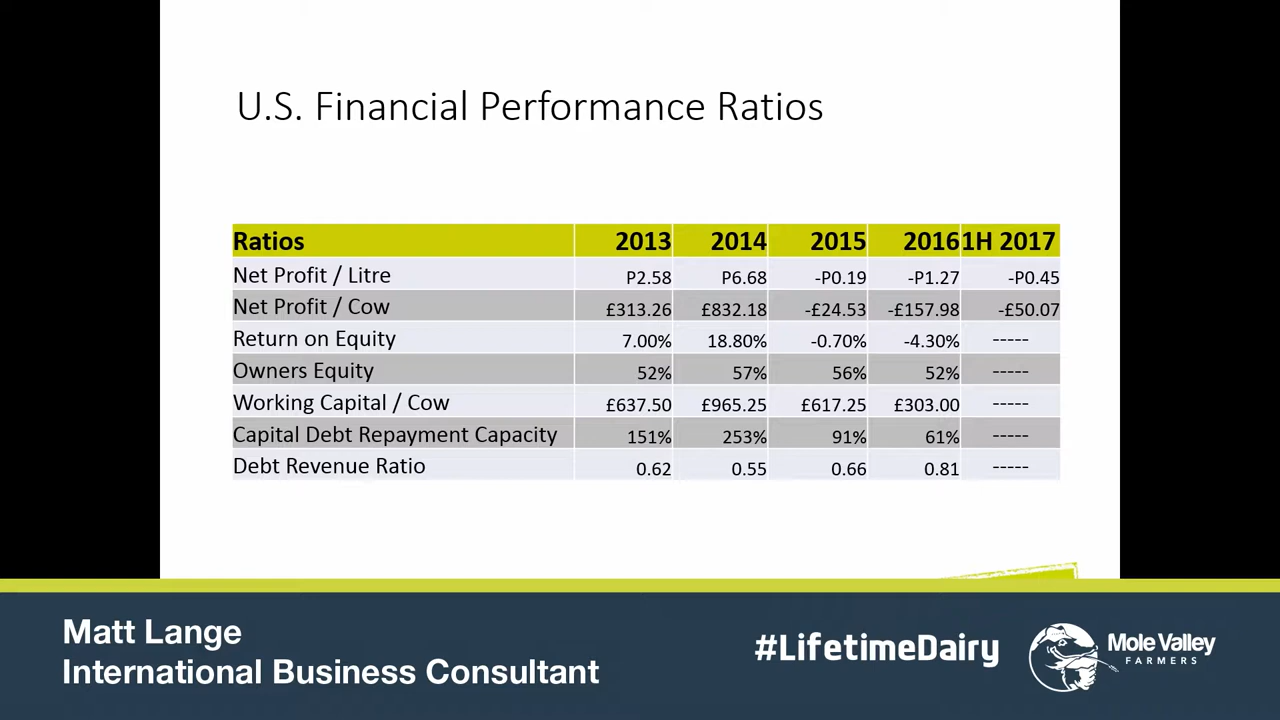 U.S. Financial Performance Ratios
Ratios 2013 2014 2015 2016 1H 2017
Net Profit / Litre P2.58 P6.68 -P0.19 -P1.27 -P0.45
Net Profit / Cow £313.26 £832.18 -£24.53 -£157.98 -£50.07
Return on Equity 7.00% 18.80% -0.70% -4.30% -----
Owners Equity 52% 57% 56% 52% -----
Working Capital / Cow £637.50 £965.25 £617.25 £303.00 -----
Capital Debt Repayment Capacity 151% 253% 91% 61% -----
Debt Revenue Ratio 0.62 0.55 0.66 0.81 -----
Matt Lange
International Business Consultant
#LifetimeDairy
Mole Valley
FARMERS